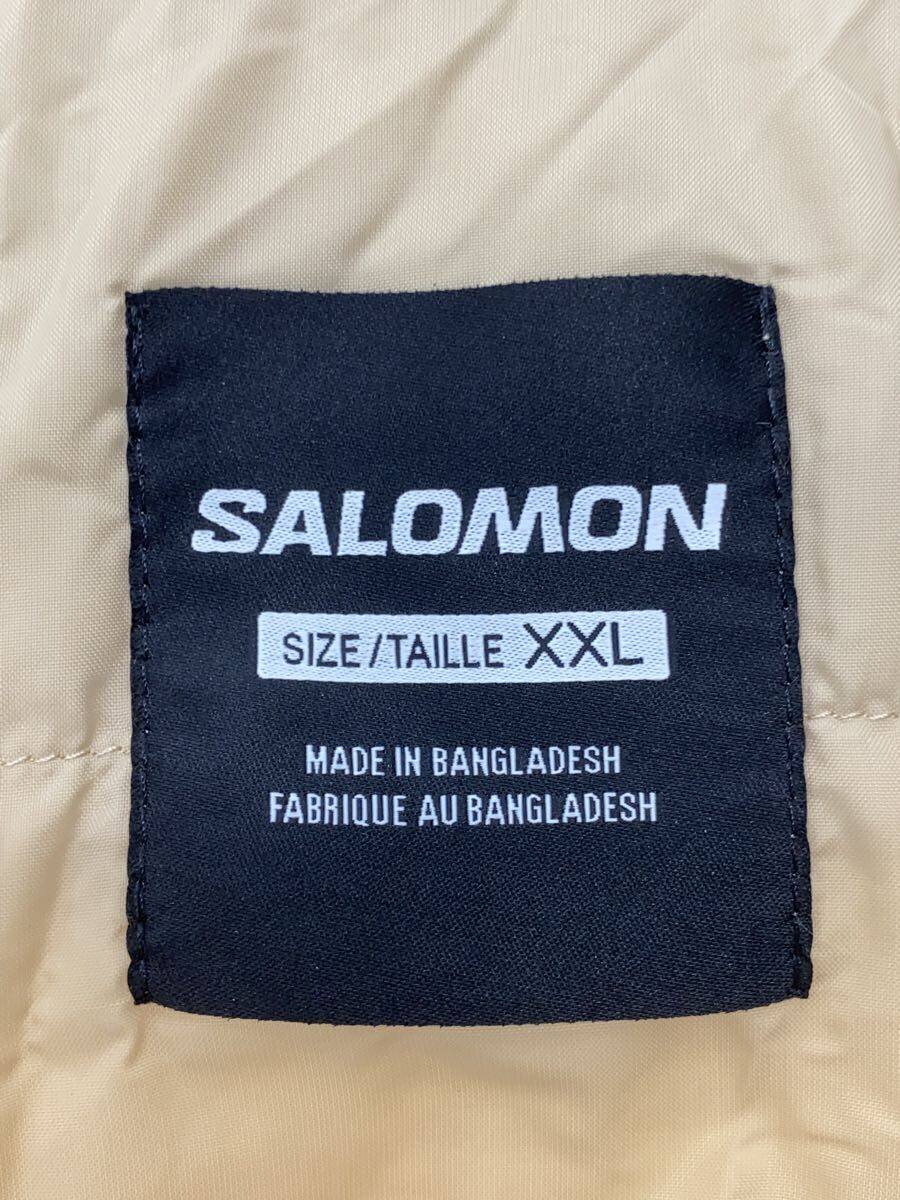 SALOMON
SIZE/TAILLE XXL
MADE IN BANGLADESH
FABRIQUE AU BANGLADESH